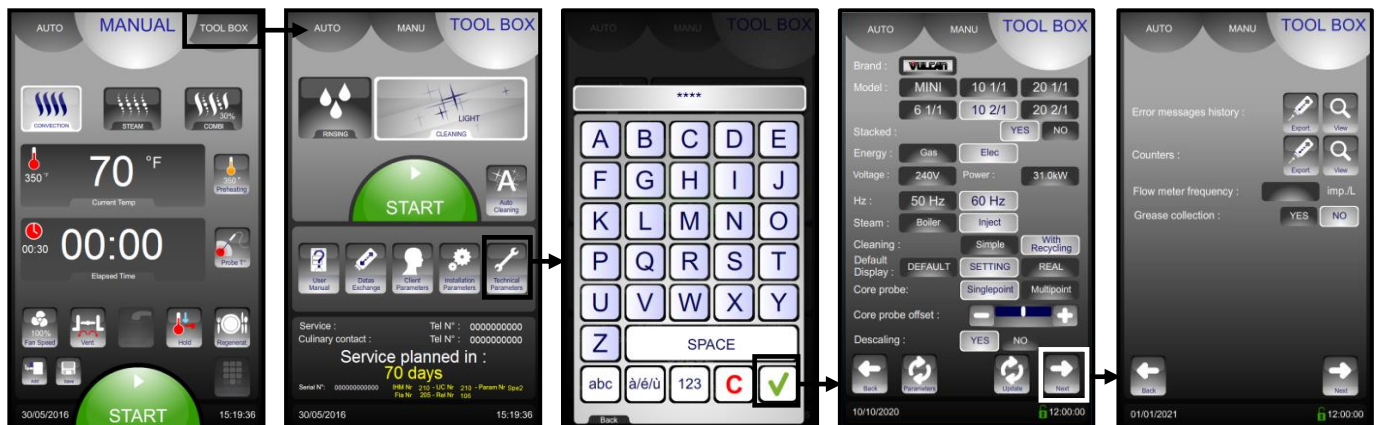 AUTO MANUAL TOOL BOX
CONVECTION STEAM 30% COMBI
350° 70 °F 350°
Preheating
Current Temp
00:30 00:00
Probe T°
Elapsed Time
100%
Fan Speed Vent. Hold Regenerat.
Add Save
START
30/05/2016 15:19:36
AUTO MANU TOOL BOX
LIGHT
RINSING CLEANING
START
Auto Cleaning
User Manual Datas Exchange Client Parameters Installation Parameters Technical Parameters
Service : Tel N° : 0000000000
Culinary contact : Tel N° : 0000000000
Service planned in :
70 days
Serial N°: 000000000000 IHM Nr 210 - UC Nr 210 - Param Nr Spe2
Fia Nr 205 - Rel Nr 106
30/05/2016 15:19:36
AUTO MANU TOOL BOX
****
A B C D E
F G H I J
K L M N O
P Q R S T
U V W X Y
Z SPACE
abc à/é/ù 123 C
Back
AUTO MANU TOOL BOX
Brand : VULCAN
Model : MINI 10 1/1 20 1/1
6 1/1 10 2/1 20 2/1
Stacked : YES NO
Energy : Gas Elec
Voltage : 240V Power : 31.0kW
Hz : 50 Hz 60 Hz
Steam : Boiler Inject
Cleaning : Simple With Recycling
Default Display : DEFAULT SETTING REAL
Core probe: Singlepoint Multipoint
Core probe offset : - +
Descaling : YES NO
Back Parameters Update Next
10/10/2020 12:00:00
AUTO MANU TOOL BOX
Error messages history : Export View
Counters : Export View
Flow meter frequency : imp./L
Grease collection : YES NO
Back Next
01/01/2021 12:00:00